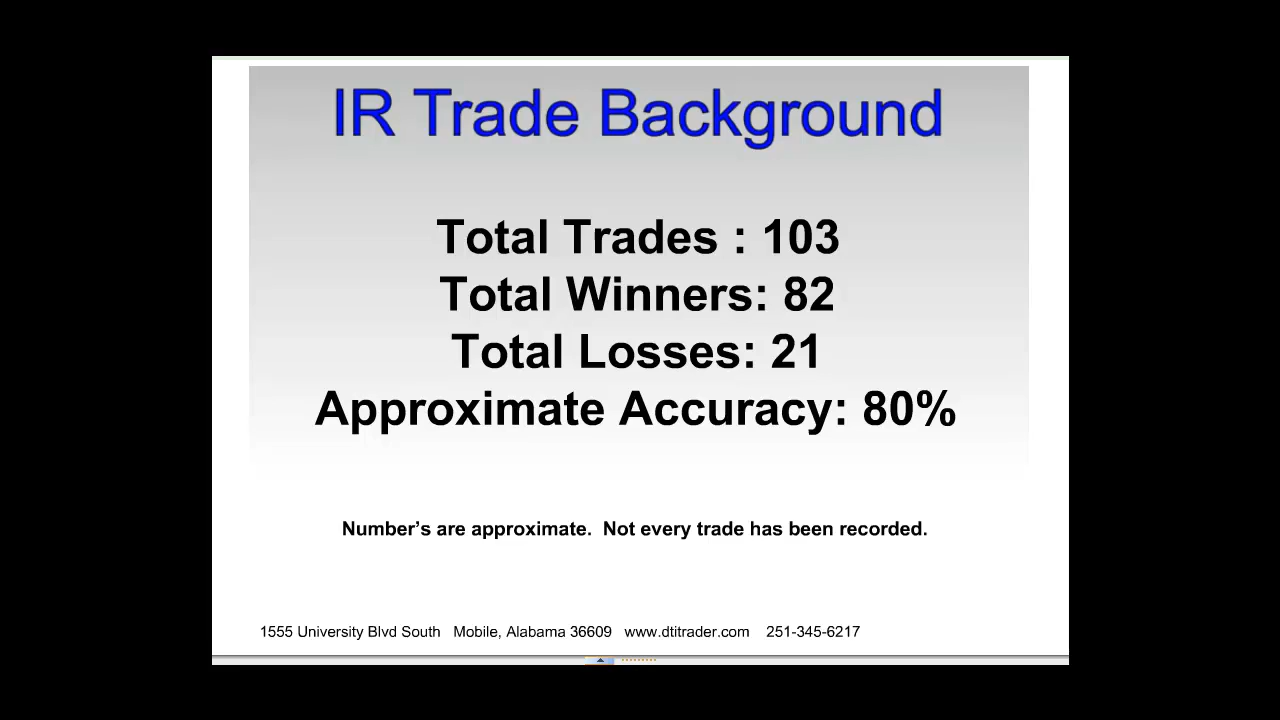 IR Trade Background
Total Trades : 103
Total Winners: 82
Total Losses: 21
Approximate Accuracy: 80%
Number's are approximate.  Not every trade has been recorded.
1555 University Blvd South   Mobile, Alabama 36609   www.dtitrader.com    251-345-6217